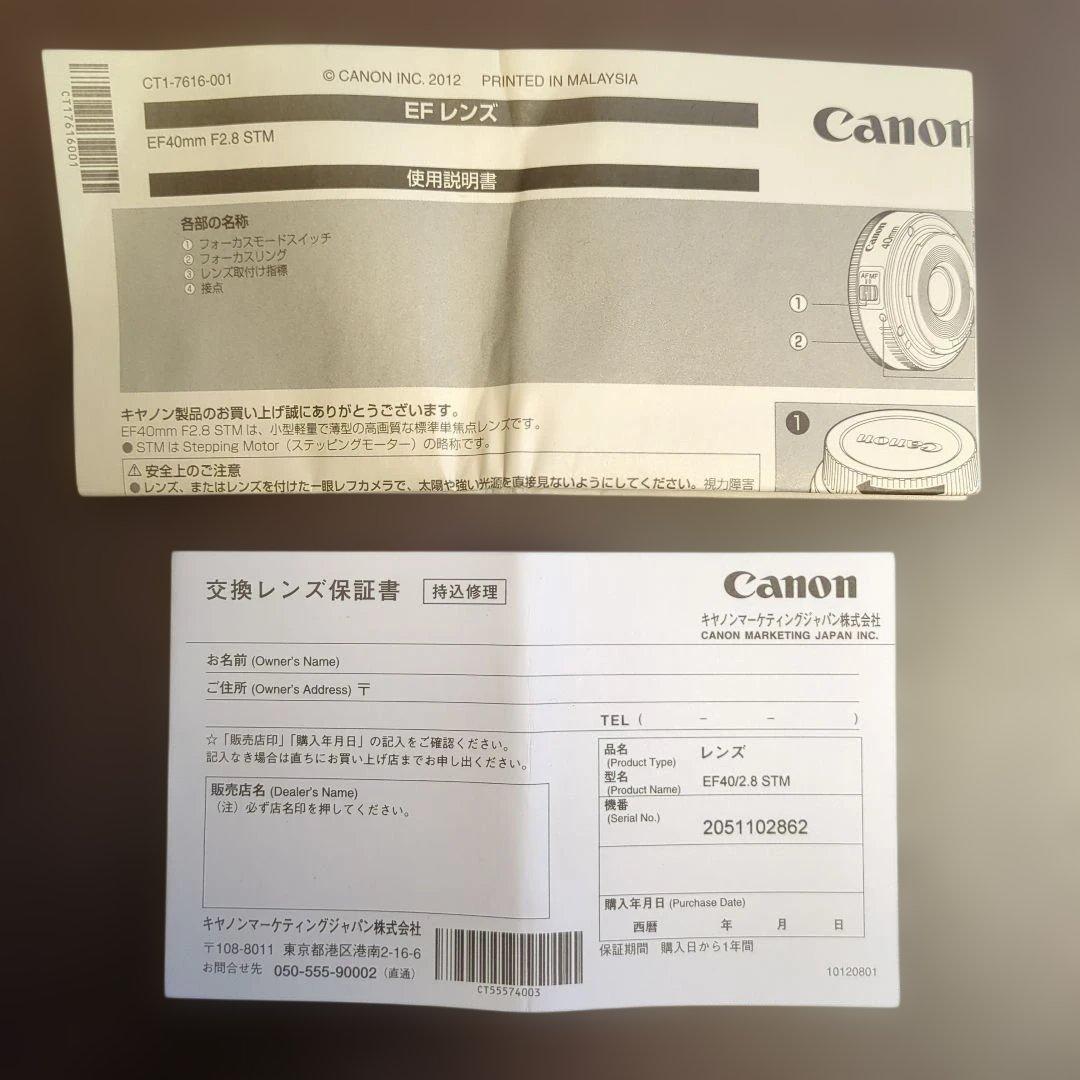 CT1-7616-001
© CANON INC. 2012
PRINTED IN MALAYSIA
CT17616001
EF レンズ
Canon
EF40mm F2.8 STM
使用説明書
各部の名称
① フォーカスモードスイッチ
② フォーカスリング
③ レンズ取付け指標
④ 接点
Canon
40mm
AF MF
①
②
キヤノン製品のお買い上げ誠にありがとうございます。
EF40mm F2.8 STM は、小型軽量で薄型の高画質な標準単焦点レンズです。
● STM は Stepping Motor（ステッピングモーター）の略称です。
⚠ 安全上のご注意
● レンズ、またはレンズを付けた一眼レフカメラで、太陽や強い光源を直接見ないようにしてください。視力障害
❶
Canon
交換レンズ保証書
持込修理
Canon
キヤノンマーケティングジャパン株式会社
CANON MARKETING JAPAN INC.
お名前 (Owner's Name)
ご住所 (Owner's Address) 〒
TEL ( − − )
☆「販売店印」「購入年月日」の記入をご確認ください。
記入なき場合は直ちにお買い上げ店までお申し出ください。
販売店名 (Dealer's Name)
（注）必ず店名印を押してください。
品名
(Product Type)
レンズ
型名
(Product Name)
EF40/2.8 STM
機番
(Serial No.)
2051102862
購入年月日 (Purchase Date)
西暦 年 月 日
保証期間 購入日から1年間
キヤノンマーケティングジャパン株式会社
〒108-8011 東京都港区港南2-16-6
お問合せ先 050-555-90002（直通）
CT55574003
10120801